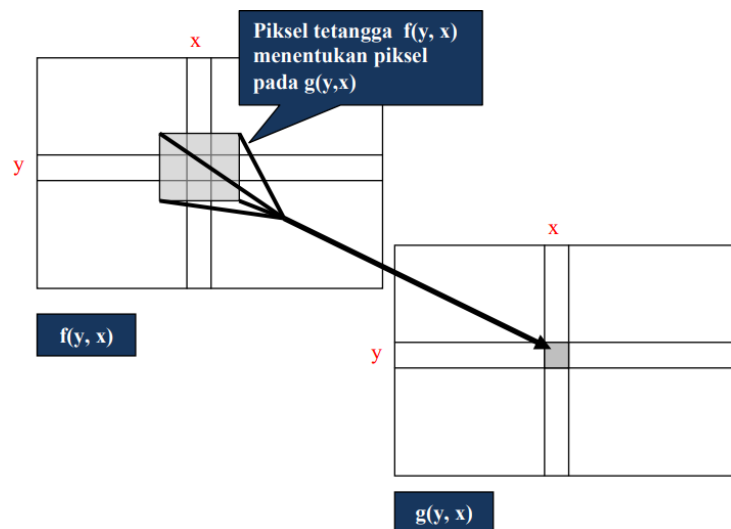 Piksel tetangga f(y, x)
menentukan piksel
pada g(y,x)
x
y
f(y, x)
x
y
g(y, x)